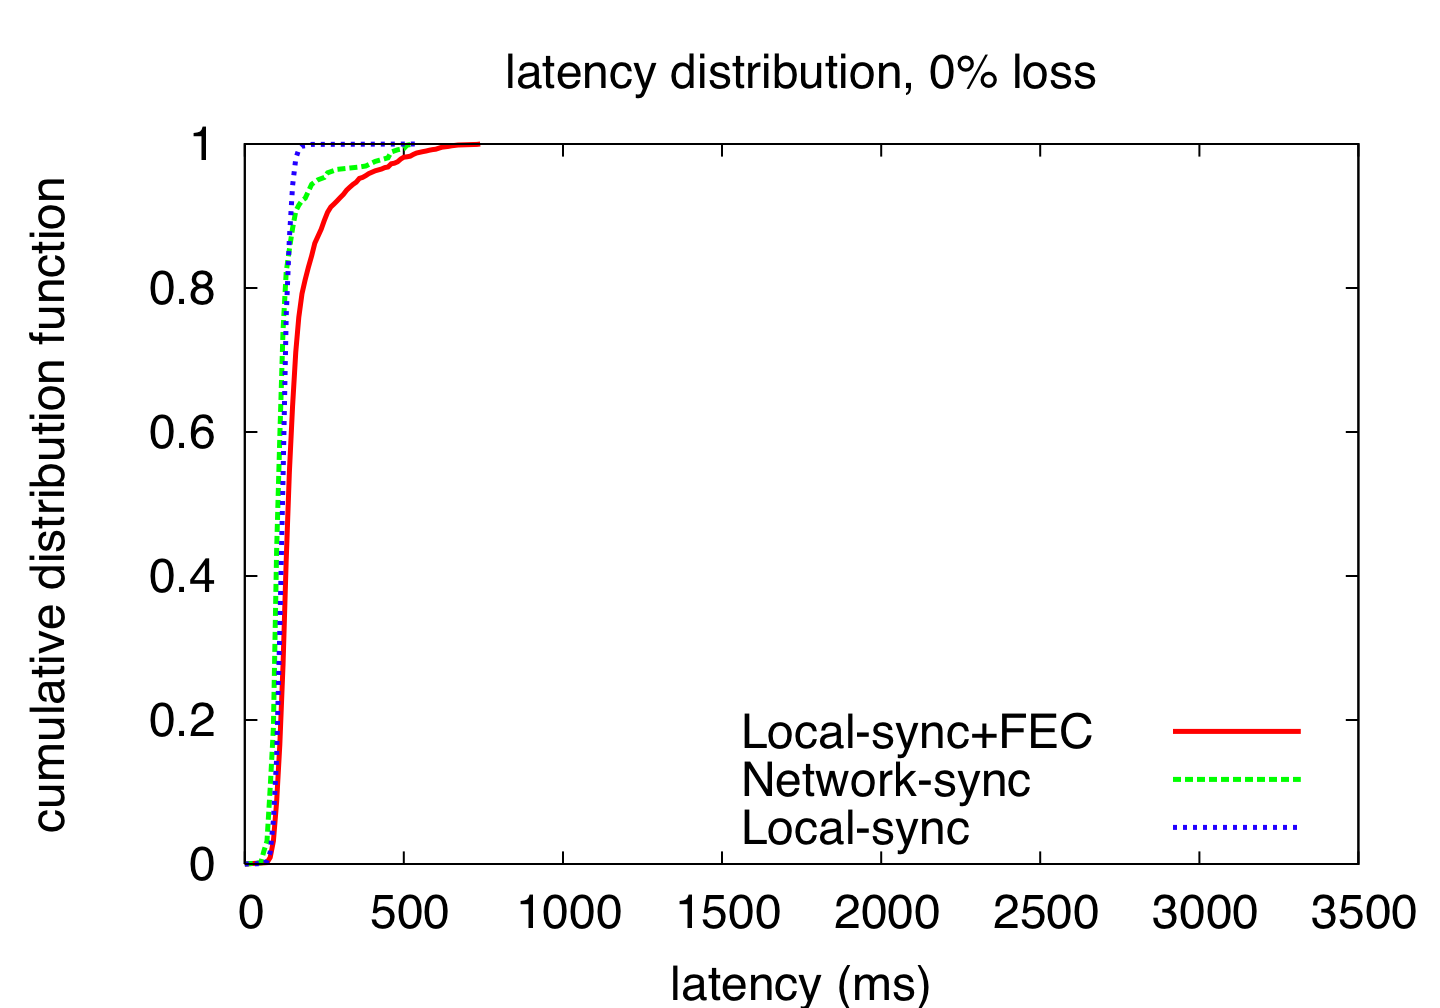 latency distribution, 0% loss
cumulative distribution function
1
0.8
0.6
0.4
0.2
0
Local-sync+FEC
Network-sync
Local-sync
0 500 1000 1500 2000 2500 3000 3500
latency (ms)